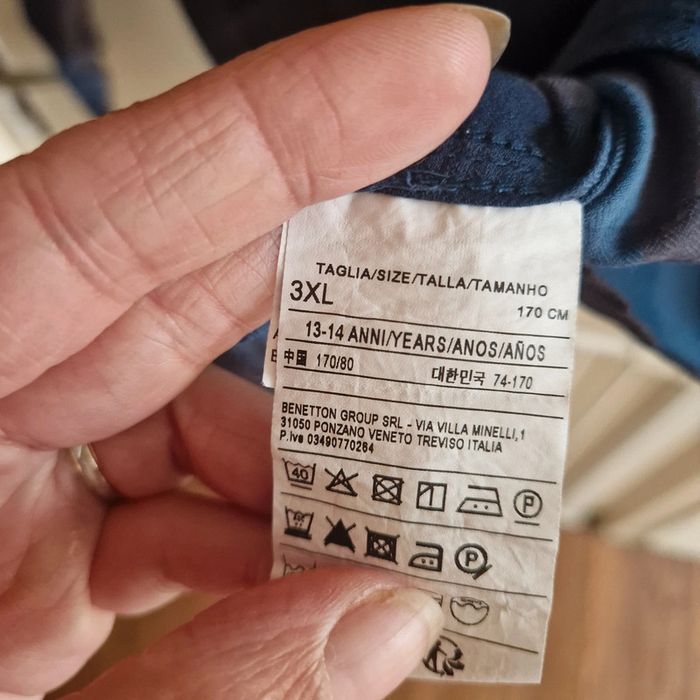 TAGLIA/SIZE/TALLA/TAMANHO
3XL
170 CM
13-14 ANNI/YEARS/ANOS/AÑOS
中国 170/80 대한민국 74-170
BENETTON GROUP SRL - VIA VILLA MINELLI,1
31050 PONZANO VENETO TREVISO ITALIA
P.iva 03490770264
40
P
P